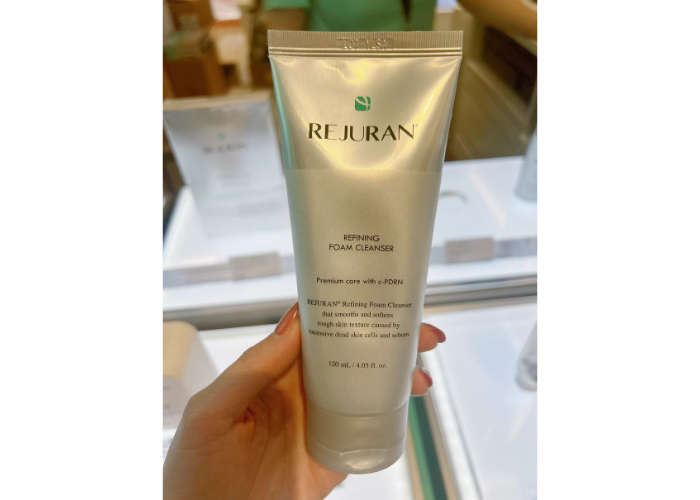 REJURAN®
REFINING
FOAM CLEANSER
Premium care with c-PDRN
REJURAN® Refining Foam Cleanser
that smooths and softens
rough skin texture caused by
excessive dead skin cells and sebum.
120 mL / 4.05 fl. oz.
REJURAN